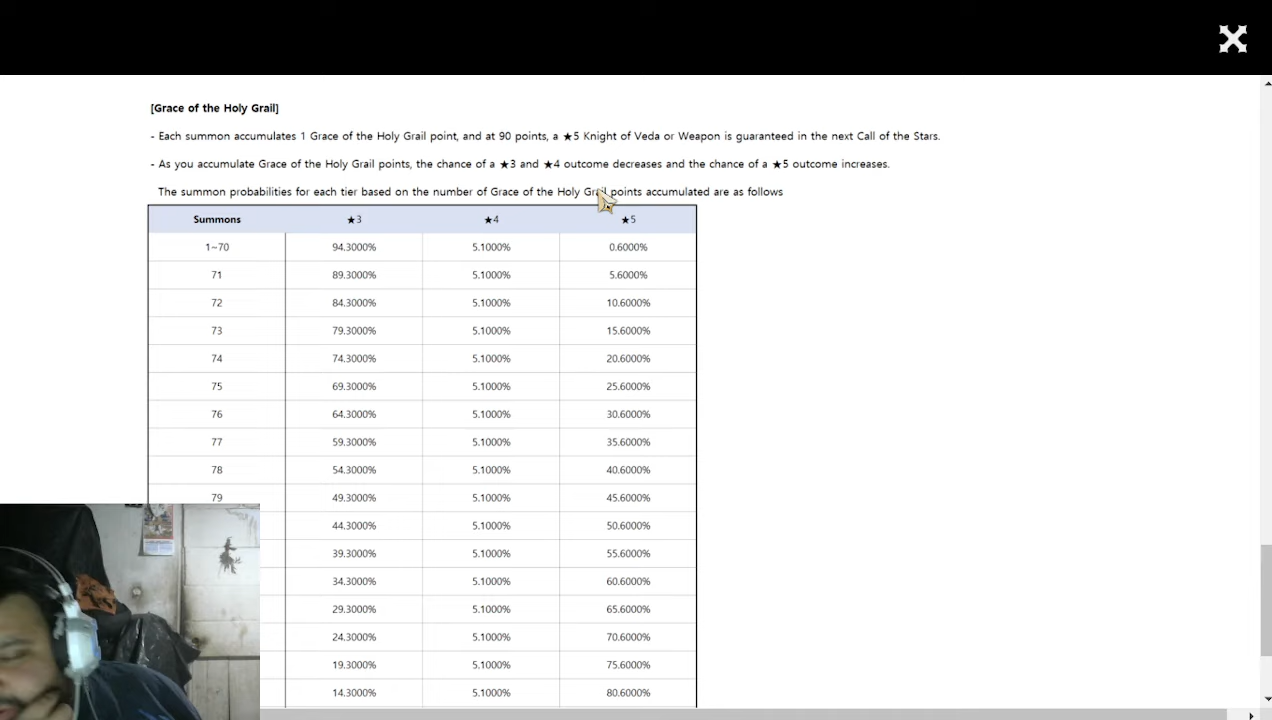 [Grace of the Holy Grail]
- Each summon accumulates 1 Grace of the Holy Grail point, and at 90 points, a ★5 Knight of Veda or Weapon is guaranteed in the next Call of the Stars.
- As you accumulate Grace of the Holy Grail points, the chance of a ★3 and ★4 outcome decreases and the chance of a ★5 outcome increases.
The summon probabilities for each tier based on the number of Grace of the Holy Grail points accumulated are as follows
Summons ★3 ★4 ★5
1~70 94.3000% 5.1000% 0.6000%
71 89.3000% 5.1000% 5.6000%
72 84.3000% 5.1000% 10.6000%
73 79.3000% 5.1000% 15.6000%
74 74.3000% 5.1000% 20.6000%
75 69.3000% 5.1000% 25.6000%
76 64.3000% 5.1000% 30.6000%
77 59.3000% 5.1000% 35.6000%
78 54.3000% 5.1000% 40.6000%
79 49.3000% 5.1000% 45.6000%
44.3000% 5.1000% 50.6000%
39.3000% 5.1000% 55.6000%
34.3000% 5.1000% 60.6000%
29.3000% 5.1000% 65.6000%
24.3000% 5.1000% 70.6000%
19.3000% 5.1000% 75.6000%
14.3000% 5.1000% 80.6000%